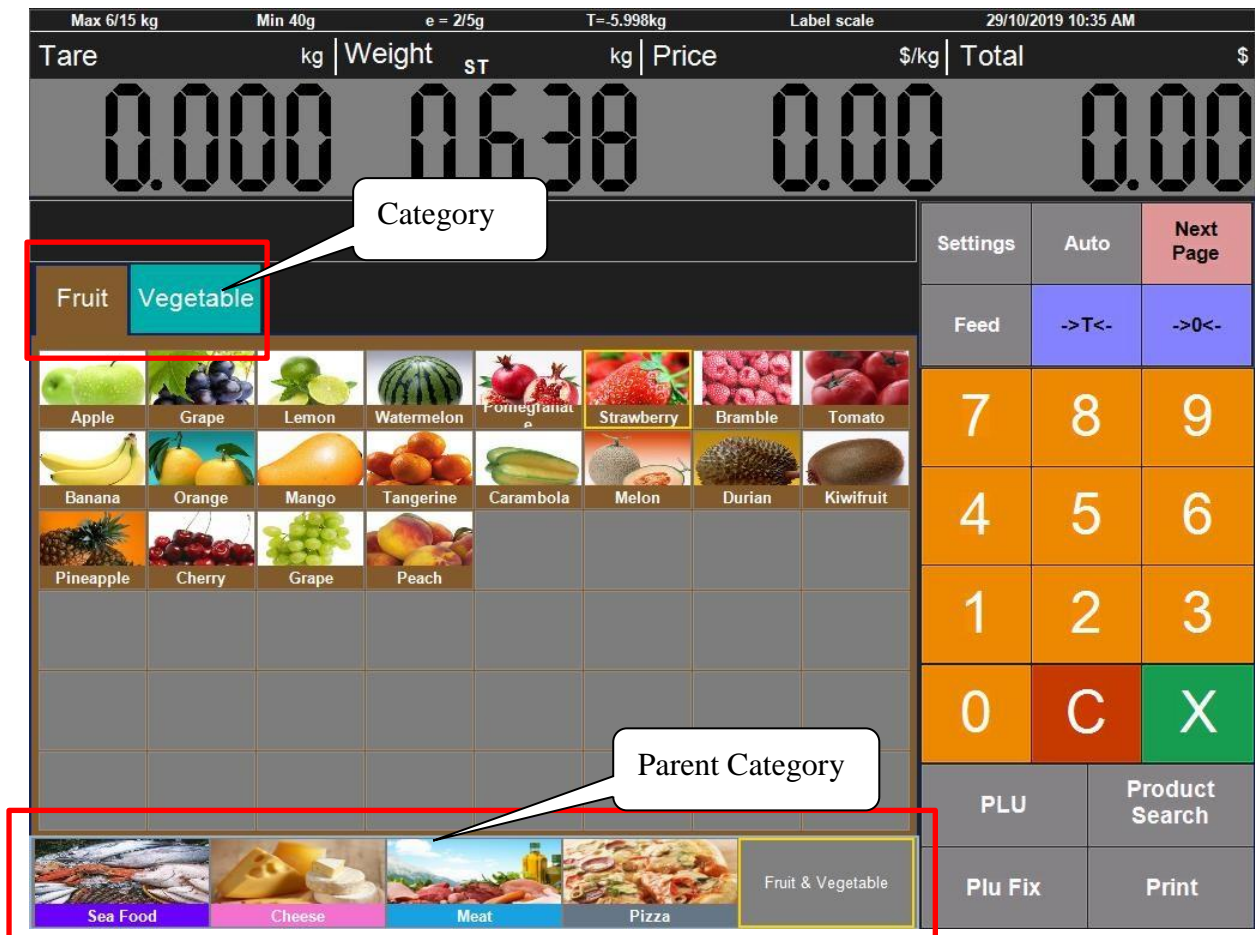 Max 6/15 kg Min 40g e = 2/5g T=-5.998kg Label scale 29/10/2019 10:35 AM
Tare kg Weight ST kg Price $/kg Total $
0.000 0.638 0.00 0.00
Category
Settings Auto Next Page
Fruit Vegetable
Feed ->T<- ->0<-
Apple Grape Lemon Watermelon Pomegranat Strawberry Bramble Tomato
e
7 8 9
Banana Orange Mango Tangerine Carambola Melon Durian Kiwifruit
4 5 6
Pineapple Cherry Grape Peach
1 2 3
0 C X
Parent Category
PLU Product Search
Sea Food Cheese Meat Pizza Fruit & Vegetable
Plu Fix Print